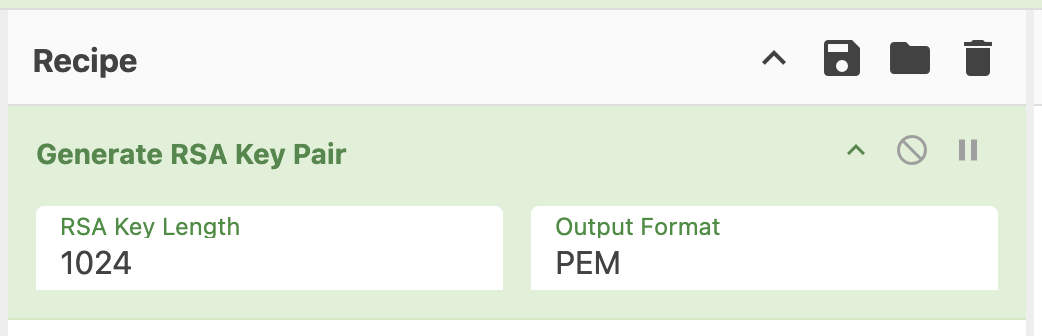 Recipe
Generate RSA Key Pair
RSA Key Length
1024
Output Format
PEM